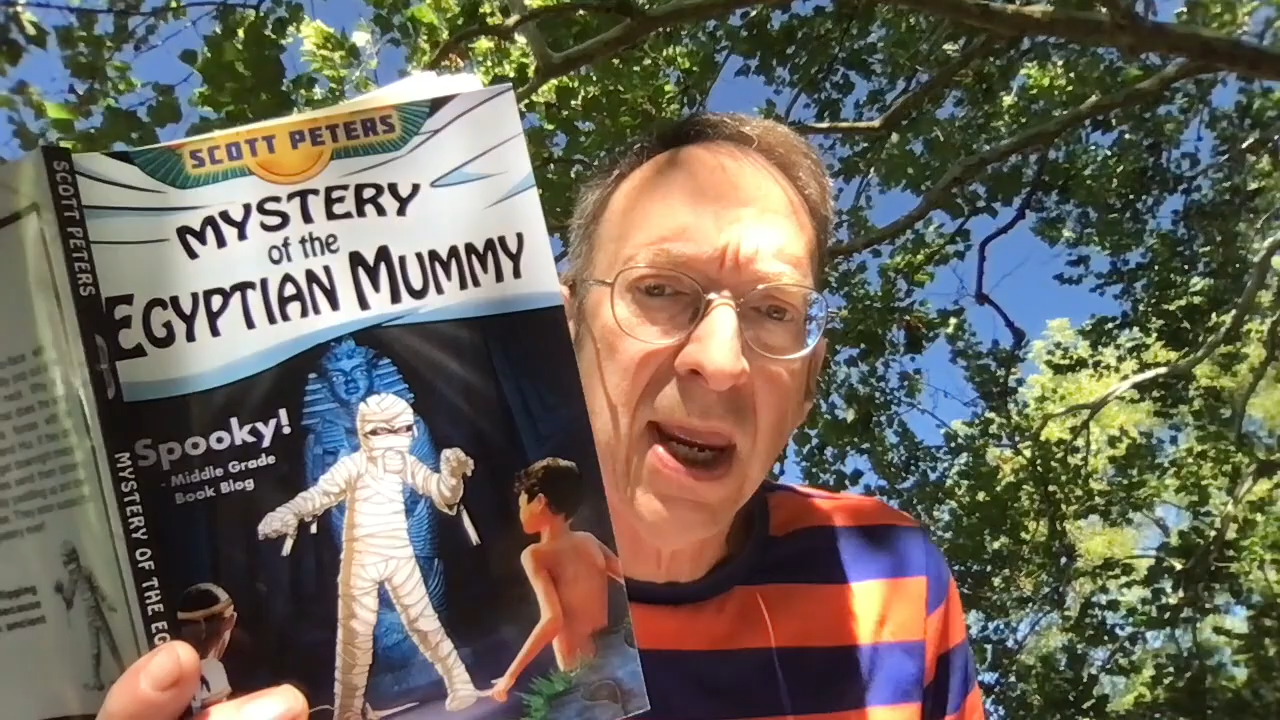 SCOTT PETERS
MYSTERY
of the
EGYPTIAN MUMMY
Spooky!
- Middle Grade
Book Blog
SCOTT PETERS
MYSTERY OF THE EG